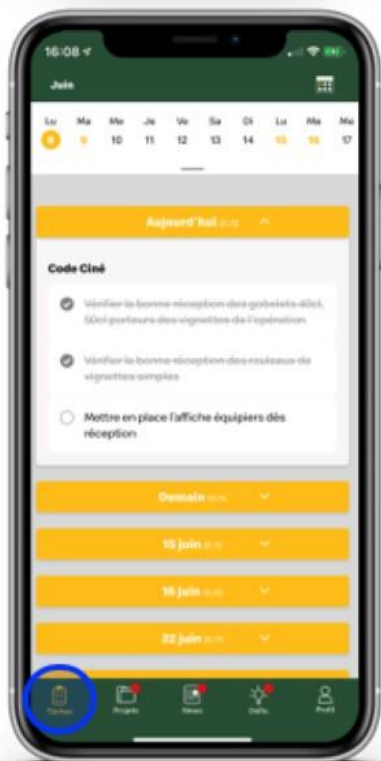 16:08
Juin
Lu Ma Me Je Ve Sa Di Lu Ma Me
8 9 10 11 12 13 14 15 16 17
Aujourd'hui
Code Ciné
Vérifier la bonne réception des gobelets 40cl,
50cl porteurs des vignettes de l'opération
Vérifier la bonne réception des rouleaux de
vignettes simples
Mettre en place l'affiche équipiers dès
réception
Demain
15 juin
16 juin
22 juin
Tâches Projets News Défis Profil